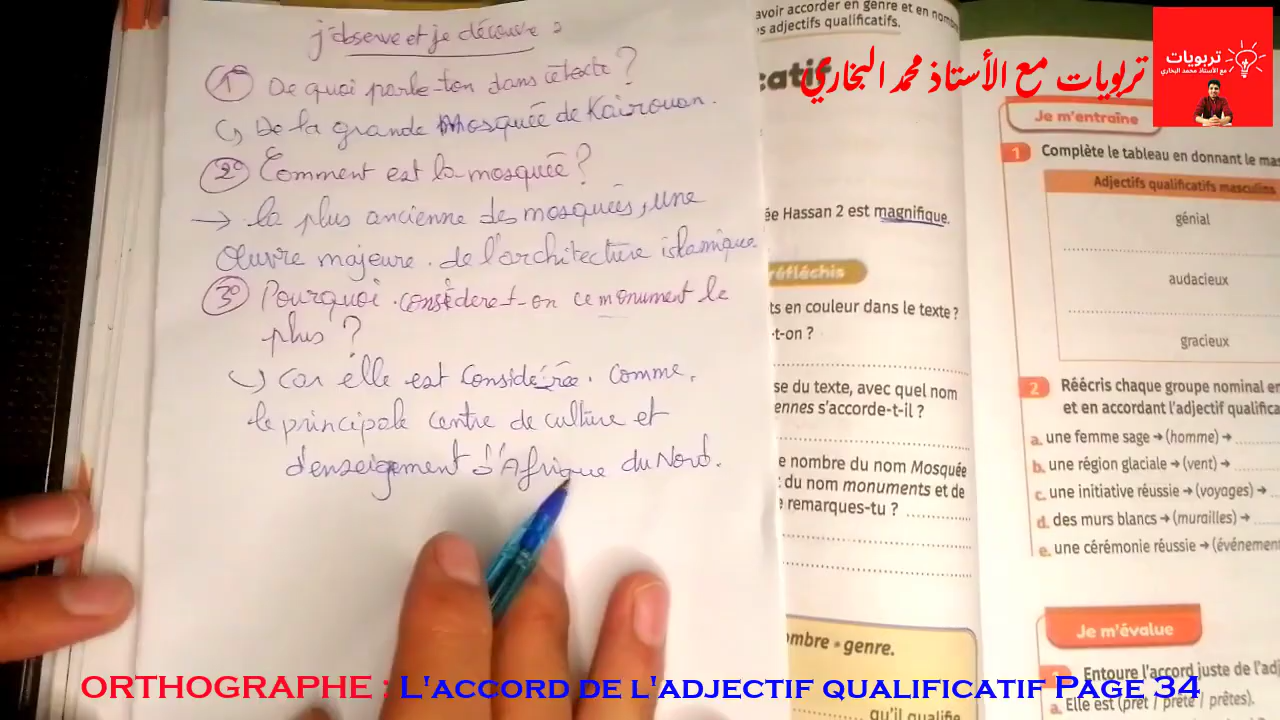 j'observe et je découvre :
1° De quoi parle-t-on dans ce texte ?
De la grande Mosquée de Kairouan.
2° Comment est la mosquée ?
→ la plus ancienne des mosquées, une
Œuvre majeure de l'architecture islamique
3° Pourquoi considère-t-on ce monument le
plus ?
Car elle est considérée comme
le principale centre de culture et
d'enseignement d'Afrique du Nord.
avoir accorder en genre et en nom
s adjectifs qualificatifs.
catif
ée Hassan 2 est magnifique.
réfléchis
ts en couleur dans le texte ?
-t-on ?
se du texte, avec quel nom
ennes s'accorde-t-il ?
e nombre du nom Mosquée
du nom monuments et de
e remarques-tu ?
ombre • genre.
qu'il qualifie
تربويات مع الأستاذ محمد البخاري
تربويات
مع الأستاذ محمد البخاري
Je m'entraîne
1 Complète le tableau en donnant le mas
Adjectifs qualificatifs masculins
génial
audacieux
gracieux
2 Réécris chaque groupe nominal en
et en accordant l'adjectif qualifica
a. une femme sage → (homme) →
b. une région glaciale → (vent) →
c. une initiative réussie → (voyages) →
d. des murs blancs → (murailles) →
e. une cérémonie réussie → (événemen
Je m'évalue
Entoure l'accord juste de l'adj
a. Elle est (prêt / prête / prêtes).
ORTHOGRAPHE : L'accord de l'adjectif qualificatif Page 34